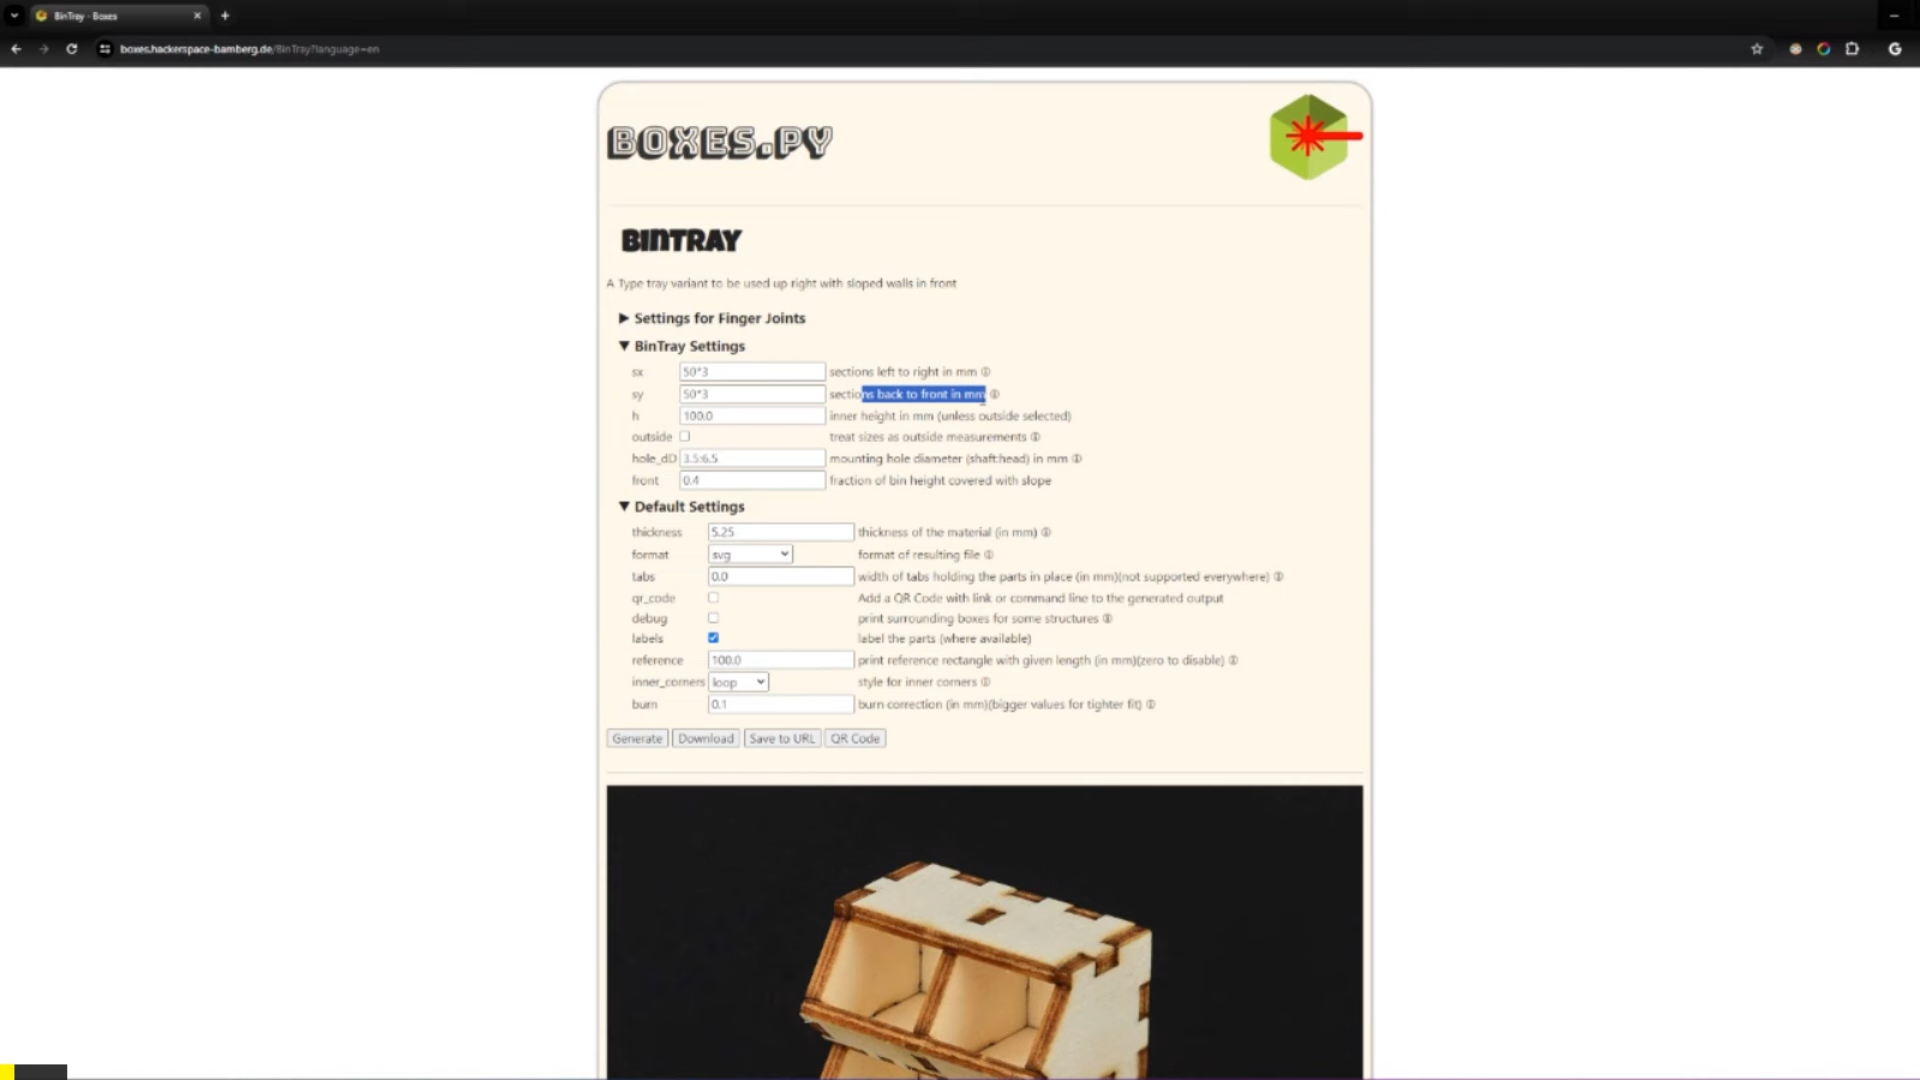 BinTray - Boxes
boxes.hackerspace-bamberg.de/BinTray?language=en
G
BOXES.PY
BINTRAY
A Type tray variant to be used up right with sloped walls in front
▶ Settings for Finger Joints
▼ BinTray Settings
sx 50*3 sections left to right in mm
sy 50*3 sections back to front in mm
h 100.0 inner height in mm (unless outside selected)
outside treat sizes as outside measurements
hole_dD 3.5:6.5 mounting hole diameter (shaft:head) in mm
front 0.4 fraction of bin height covered with slope
▼ Default Settings
thickness 5.25 thickness of the material (in mm)
format svg format of resulting file
tabs 0.0 width of tabs holding the parts in place (in mm)(not supported everywhere)
qr_code Add a QR Code with link or command line to the generated output
debug print surrounding boxes for some structures
labels label the parts (where available)
reference 100.0 print reference rectangle with given length (in mm)(zero to disable)
inner_corners loop style for inner corners
burn 0.1 burn correction (in mm)(bigger values for tighter fit)
Generate Download Save to URL QR Code